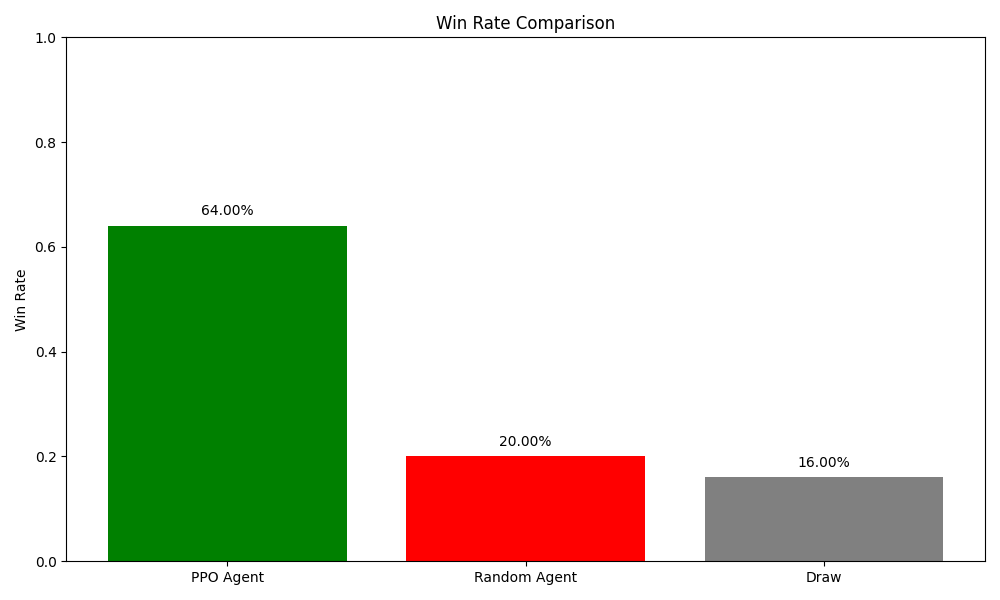 Win Rate Comparison
1.0
0.8
0.6
0.4
0.2
0.0
Win Rate
64.00%
20.00%
16.00%
PPO Agent
Random Agent
Draw